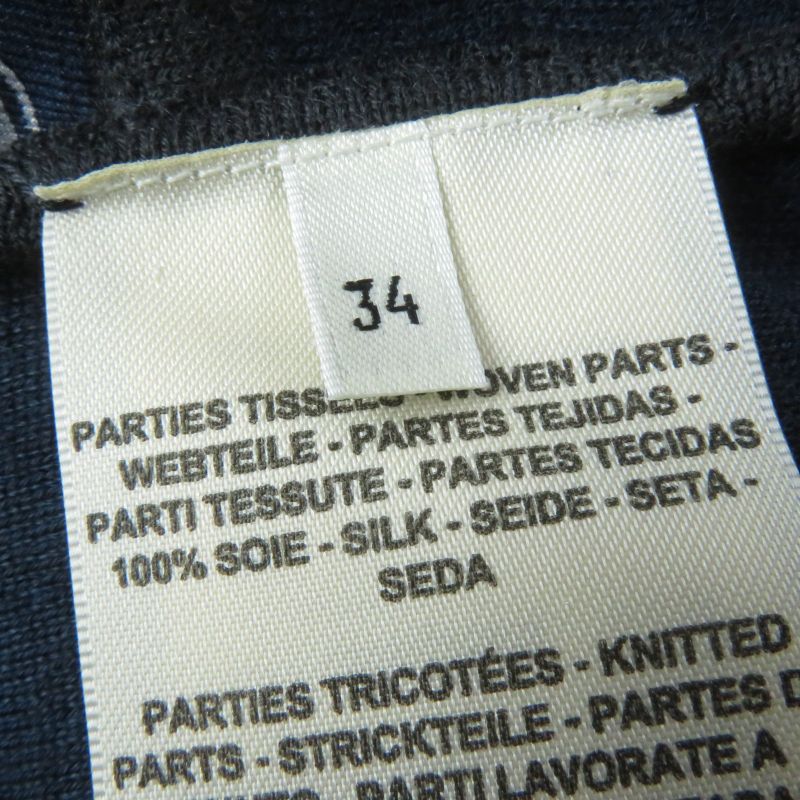 34
PARTIES TISSÉES - WOVEN PARTS -
WEBTEILE - PARTES TEJIDAS -
PARTI TESSUTE - PARTES TECIDAS
100% SOIE - SILK - SEIDE - SETA -
SEDA
PARTIES TRICOTÉES - KNITTED
PARTS - STRICKTEILE - PARTES D
PARTI LAVORATE A